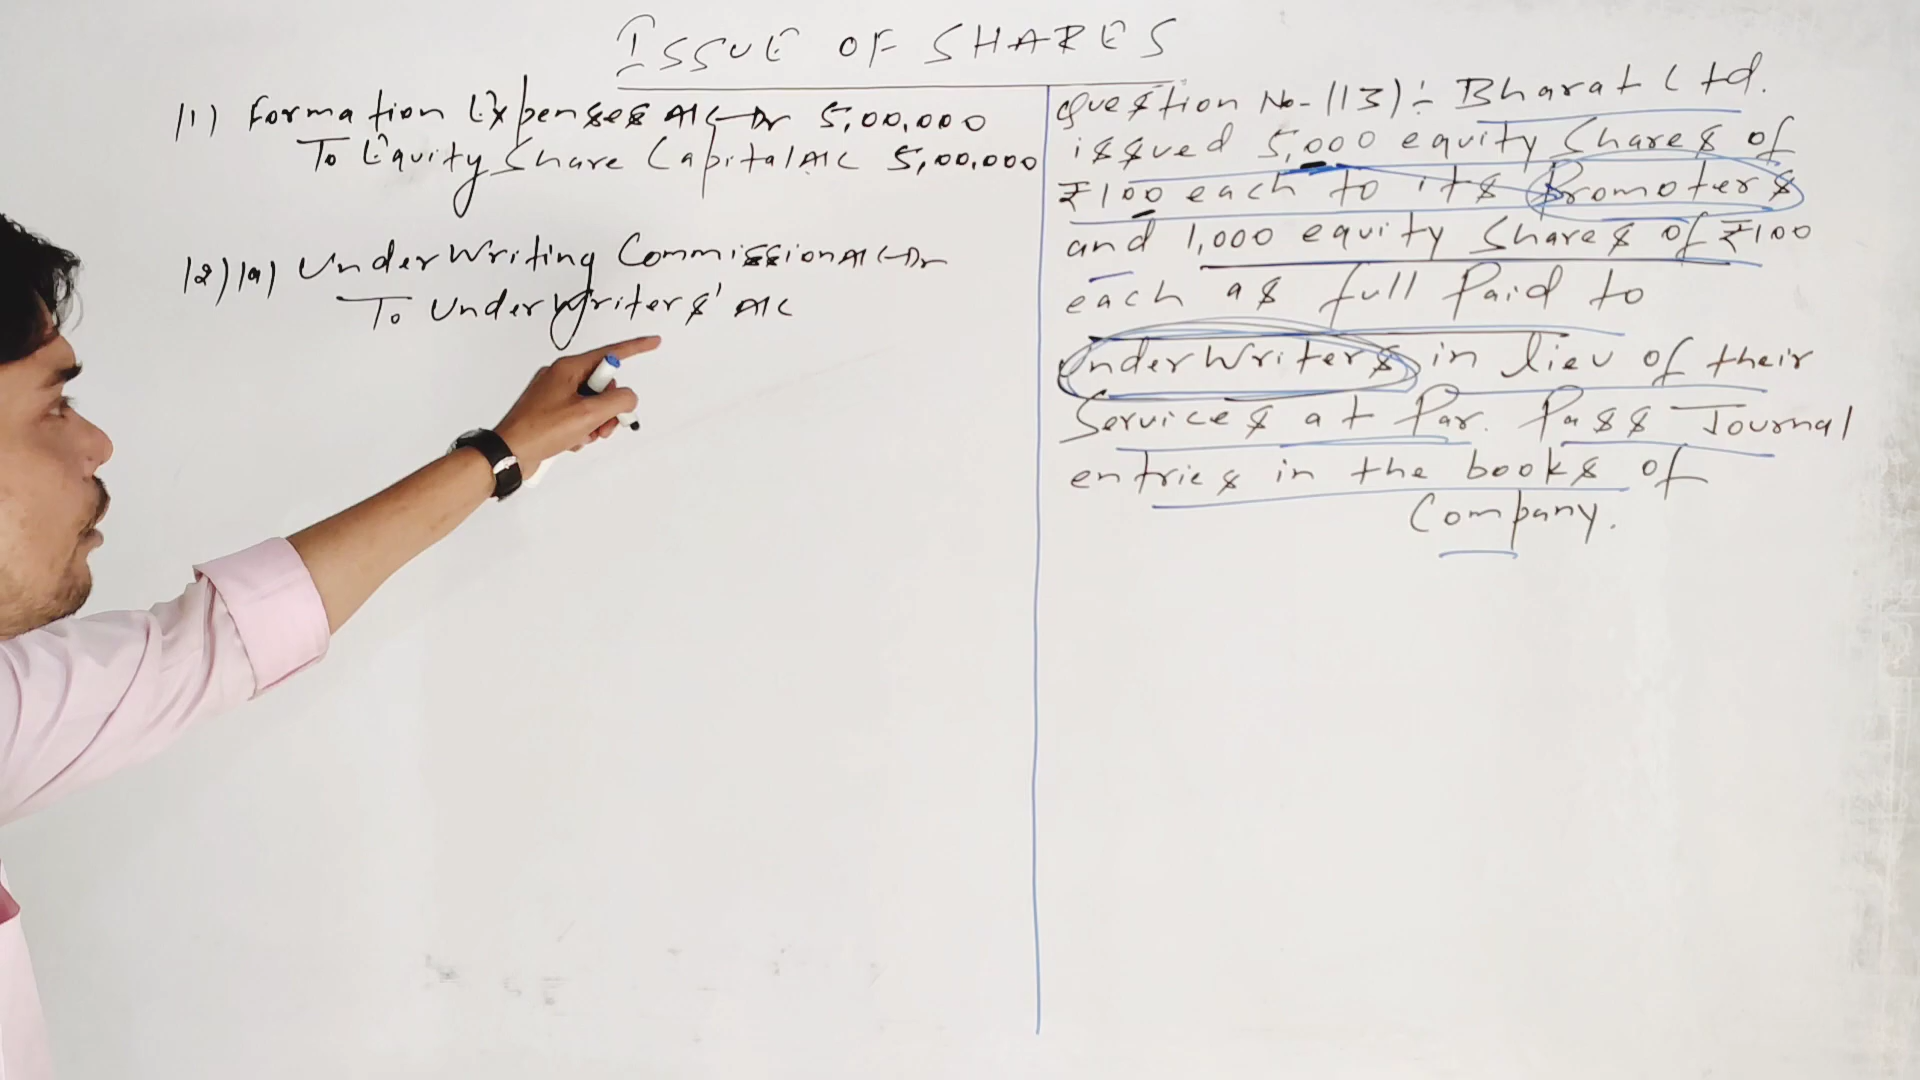 ISSUE OF SHARES
(1) Formation Expenses A/C—Dr 5,00,000
To Equity Share Capital A/C 5,00,000
(2)(a) UnderWriting Commission A/C—Dr
To UnderWriters' A/C
Question No-(13):- Bharat Ltd.
issued 5,000 equity Shares of
₹100 each to its Promoters
and 1,000 equity Shares of ₹100
each as full Paid to
UnderWriters in lieu of their
Services at Par. Pass Journal
entries in the books of
Company.